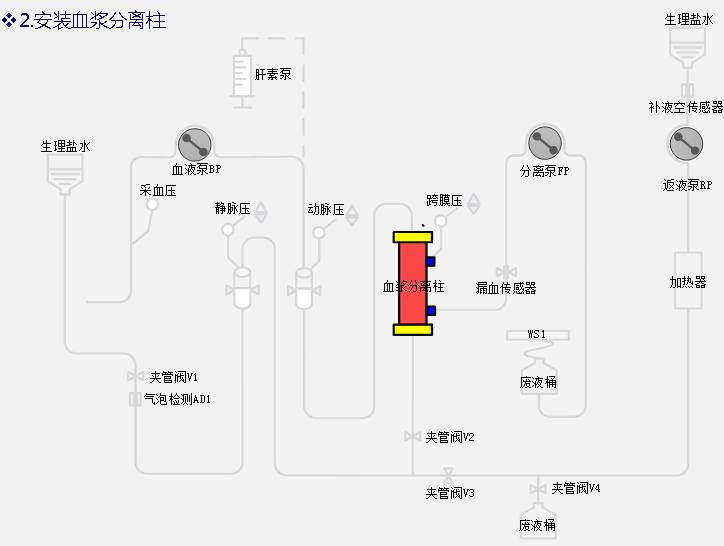 ❖2.安装血浆分离柱
生理盐水
肝素泵
补液空传感器
生理盐水
血液泵BP
分离泵FP
返液泵RP
采血压
静脉压
动脉压
跨膜压
血浆分离柱
漏血传感器
加热器
WS1
夹管阀V1
废液桶
气泡检测AD1
夹管阀V2
夹管阀V3
夹管阀V4
废液桶